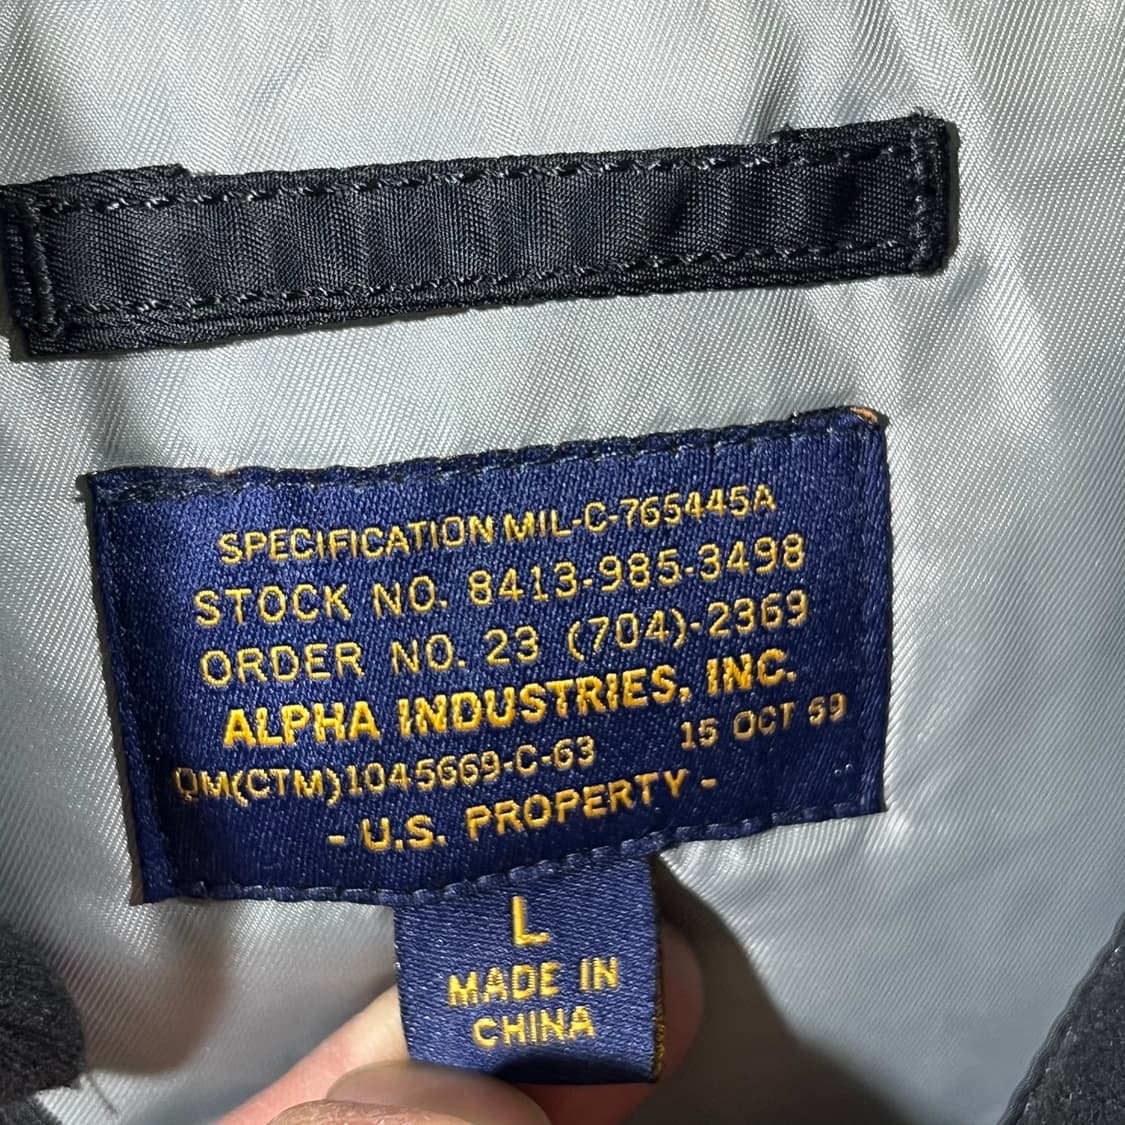 SPECIFICATION MIL-C-765445A
STOCK NO. 8413-985-3498
ORDER NO. 23 (704)-2369
ALPHA INDUSTRIES, INC.
QM(CTM)1045669-C-63 15 OCT 59
- U.S. PROPERTY -
L
MADE IN
CHINA